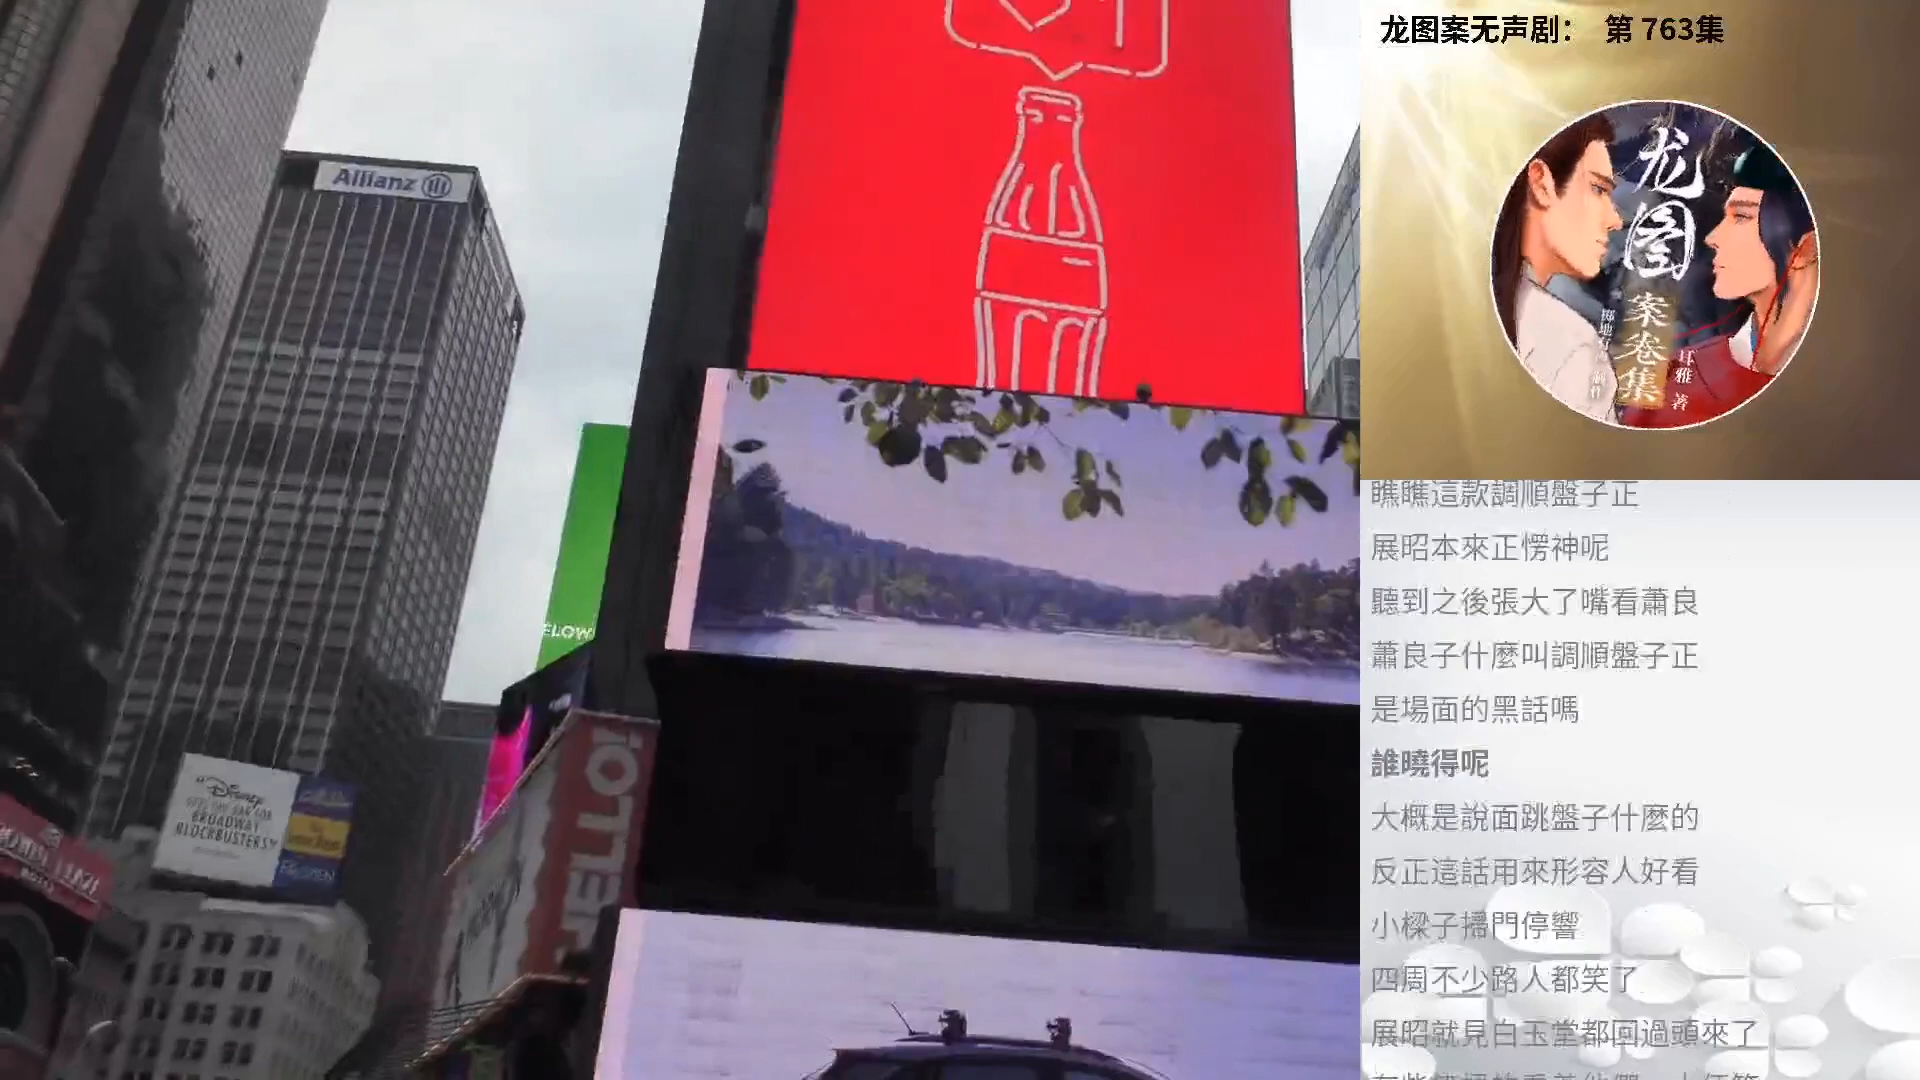 Allianz
ELOW
HELLO!
Disney
BROADWAY
BLOCKBUSTERS
龙图案无声剧： 第 763集
龙图
案卷集
耳雅 著
瞧瞧這款調順盤子正
展昭本來正愣神呢
聽到之後張大了嘴看蕭良
蕭良子什麼叫調順盤子正
是場面的黑話嗎
誰曉得呢
大概是說面跳盤子什麼的
反正這話用來形容人好看
小樑子播門停響
四周不少路人都笑了
展昭就見白玉堂都回過頭來了